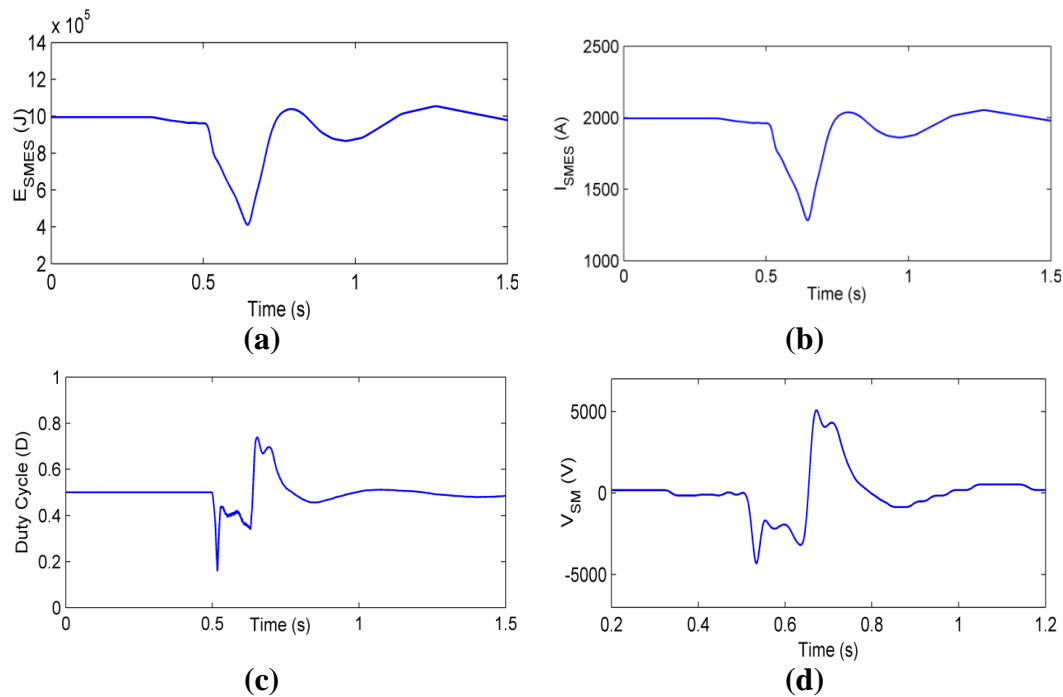 x 10⁵
14
12
10
8
6
4
2
E_SMES (J)
0 0.5 1 1.5
Time (s)
(a)
2500
2000
1500
1000
I_SMES (A)
0 0.5 1 1.5
Time (s)
(b)
1
0.8
0.6
0.4
0.2
0
Duty Cycle (D)
0 0.5 1 1.5
Time (s)
(c)
5000
0
-5000
V_SM (V)
0.2 0.4 0.6 0.8 1 1.2
Time (s)
(d)